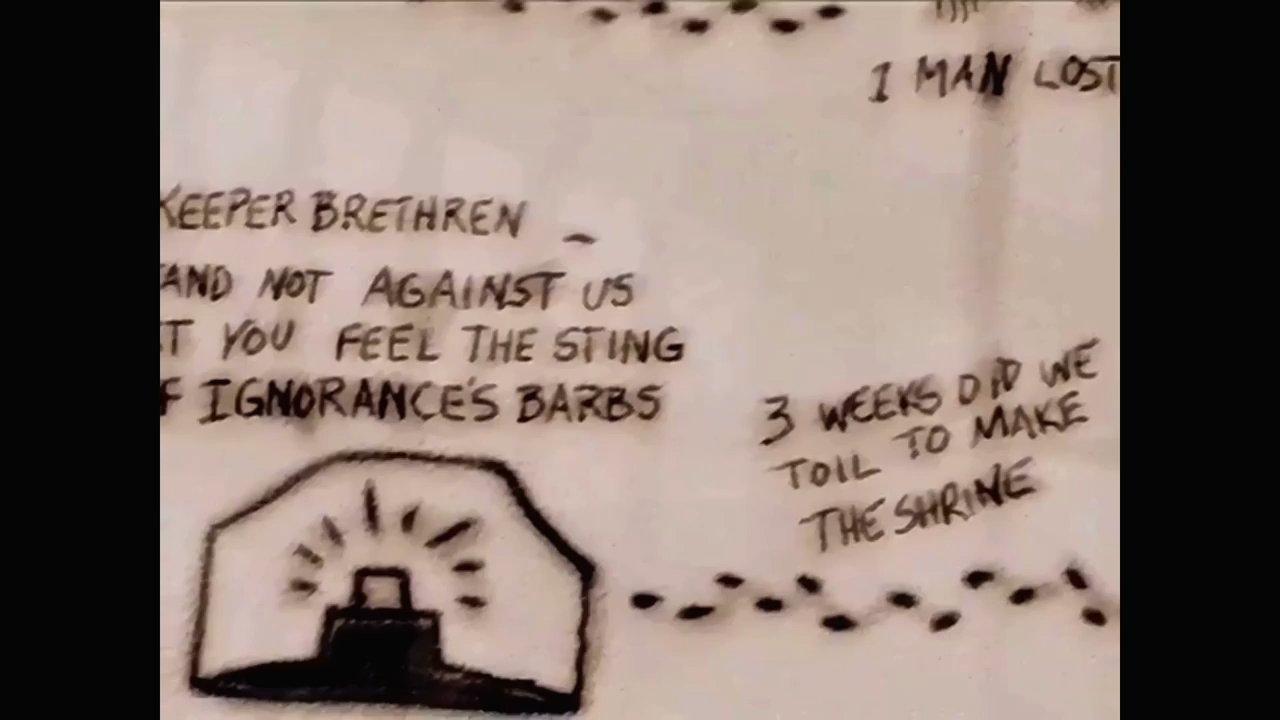 1 MAN LOST
KEEPER BRETHREN –
AND NOT AGAINST US
T YOU FEEL THE STING
F IGNORANCE'S BARBS
3 WEEKS DID WE
TOIL TO MAKE
THE SHRINE